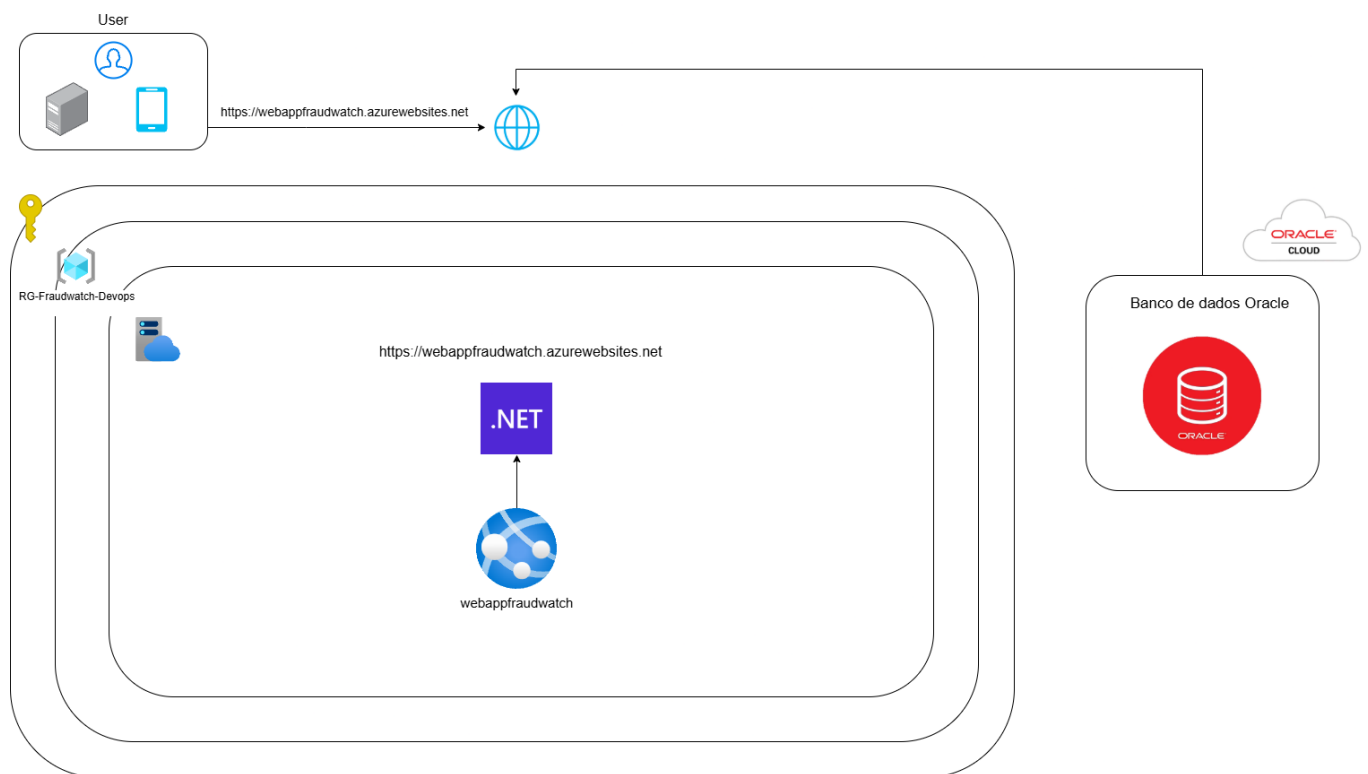 User
https://webappfraudwatch.azurewebsites.net
ORACLE
CLOUD
RG-Fraudwatch-Devops
Banco de dados Oracle
https://webappfraudwatch.azurewebsites.net
.NET
ORACLE
webappfraudwatch